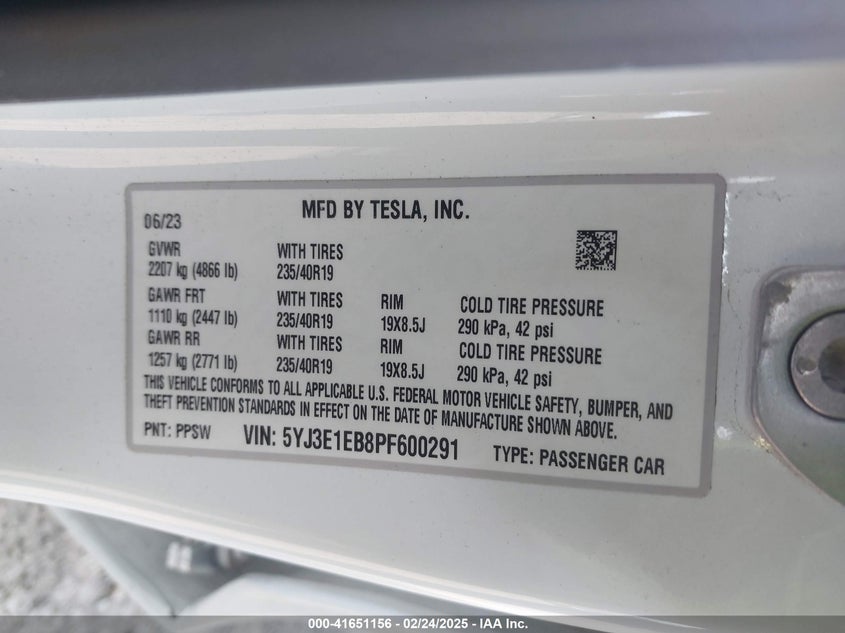 MFD BY TESLA, INC.
06/23
GVWR WITH TIRES
2207 kg (4866 lb) 235/40R19
GAWR FRT WITH TIRES RIM COLD TIRE PRESSURE
1110 kg (2447 lb) 235/40R19 19X8.5J 290 kPa, 42 psi
GAWR RR WITH TIRES RIM COLD TIRE PRESSURE
1257 kg (2771 lb) 235/40R19 19X8.5J 290 kPa, 42 psi
THIS VEHICLE CONFORMS TO ALL APPLICABLE U.S. FEDERAL MOTOR VEHICLE SAFETY, BUMPER, AND
THEFT PREVENTION STANDARDS IN EFFECT ON THE DATE OF MANUFACTURE SHOWN ABOVE.
PNT: PPSW VIN: 5YJ3E1EB8PF600291 TYPE: PASSENGER CAR
000-41651156 - 02/24/2025 - IAA Inc.